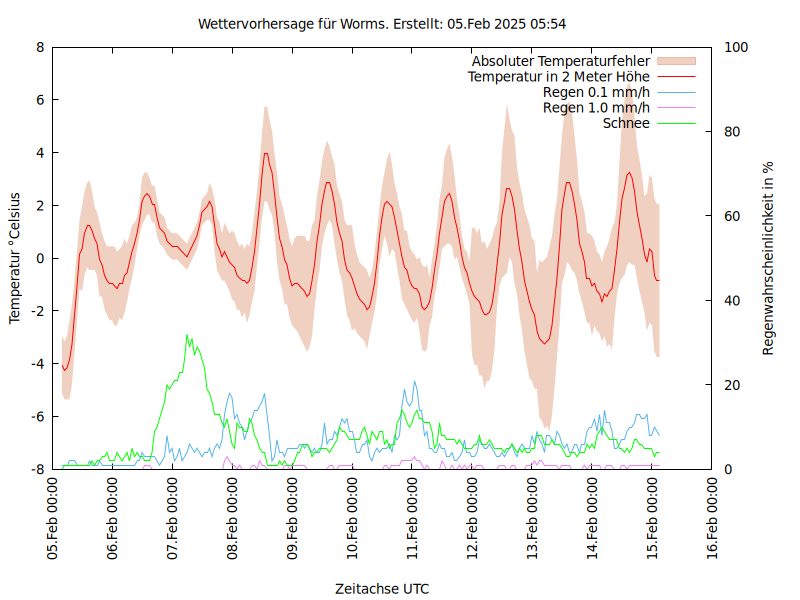 Wettervorhersage für Worms. Erstellt: 05.Feb 2025 05:54
Absoluter Temperaturfehler
Temperatur in 2 Meter Höhe
Regen 0.1 mm/h
Regen 1.0 mm/h
Schnee
8
6
4
2
0
-2
-4
-6
-8
Temperatur °Celsius
100
80
60
40
20
0
Regenwahrscheinlichkeit in %
05.Feb 00:00
06.Feb 00:00
07.Feb 00:00
08.Feb 00:00
09.Feb 00:00
10.Feb 00:00
11.Feb 00:00
12.Feb 00:00
13.Feb 00:00
14.Feb 00:00
15.Feb 00:00
16.Feb 00:00
Zeitachse UTC